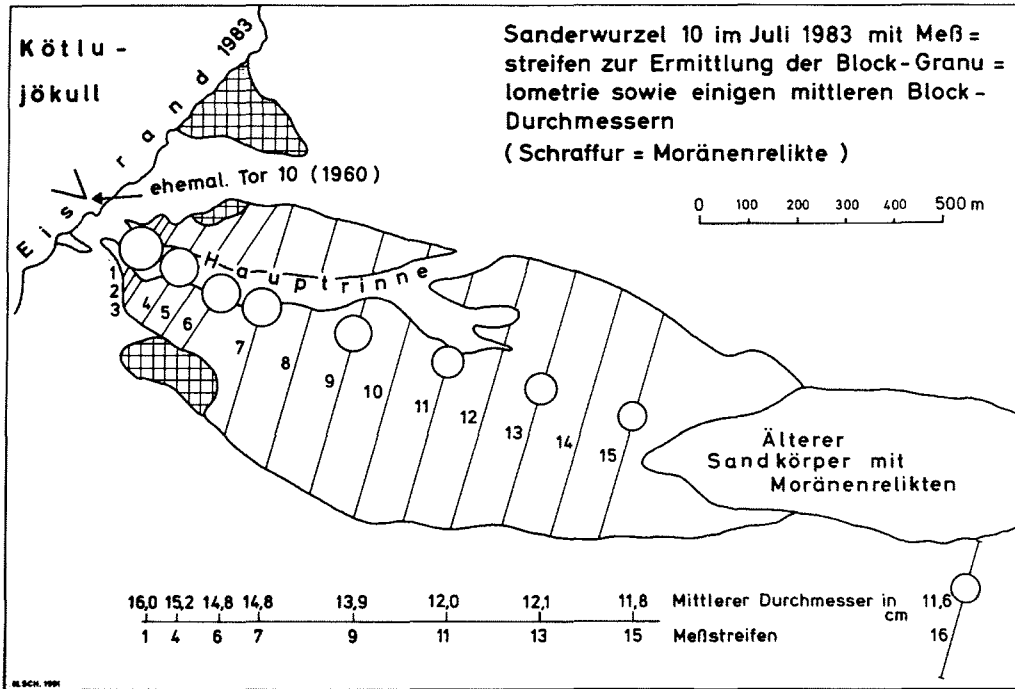 Kötlu-
jökull
Eisrand 1983
Sanderwurzel 10 im Juli 1983 mit Meß=
streifen zur Ermittlung der Block-Granu=
lometrie sowie einigen mittleren Block-
Durchmessern
(Schraffur = Moränenrelikte)
ehemal. Tor 10 (1960)
0 100 200 300 400 500 m
Hauptrinne
1
2
3
4
5
6
7
8
9
10
11
12
13
14
15
Älterer
Sandkörper mit
Moränenrelikten
16,0 15,2 14,8 14,8 13,9 12,0 12,1 11,8 Mittlerer Durchmesser in cm 11,6
1 4 6 7 9 11 13 15 Meßstreifen 16